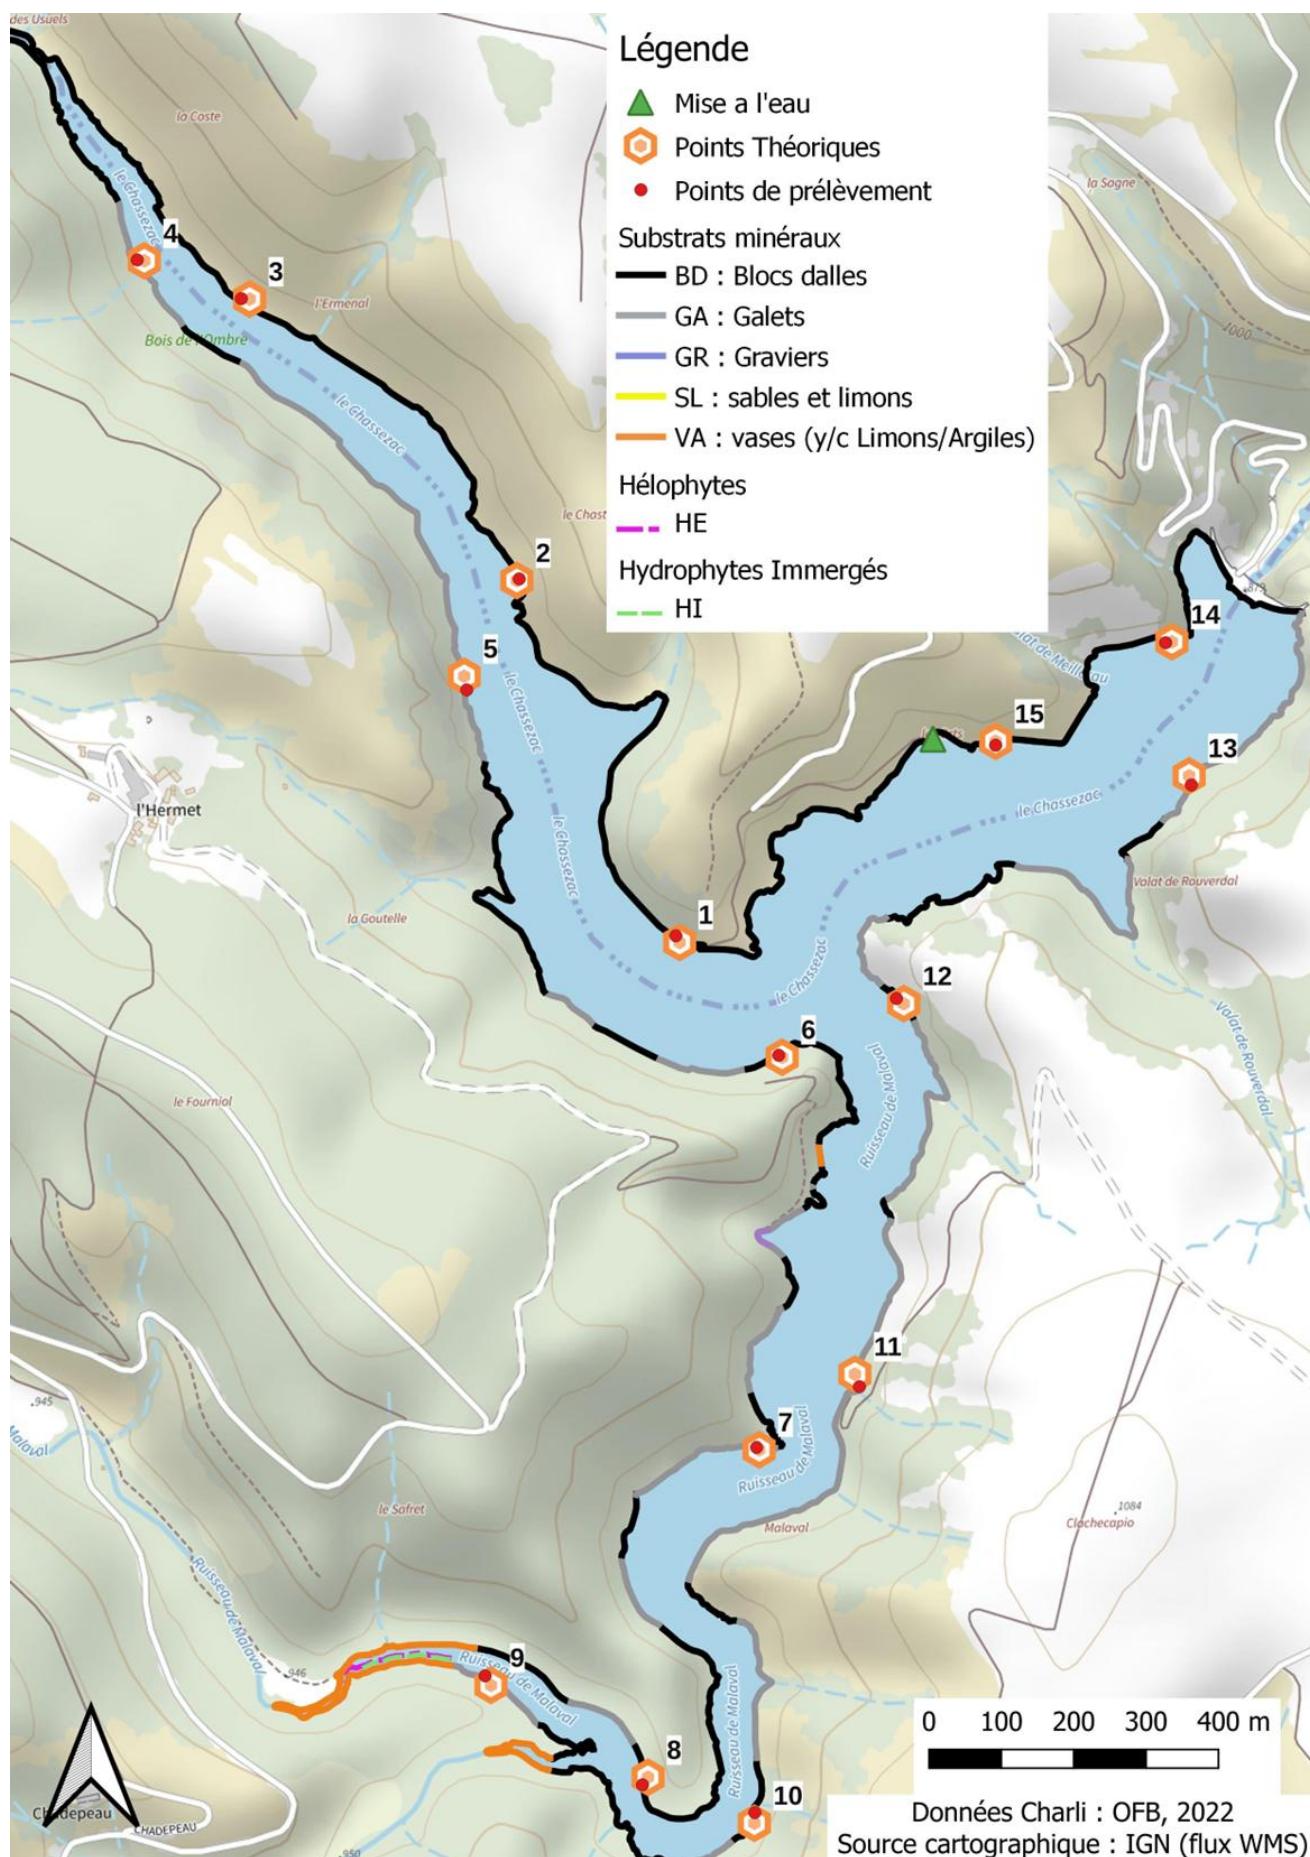 des Usuels
la Coste
le Chassezac
4
3
l'Ermenal
Bois de l'Ombre
le Chassezac
le Chast
2
5
le Chassezac
l'Hermet
le Chassezac
la Goutelle
1
Légende
Mise a l'eau
Points Théoriques
Points de prélèvement
Substrats minéraux
BD : Blocs dalles
GA : Galets
GR : Graviers
SL : sables et limons
VA : vases (y/c Limons/Argiles)
Hélophytes
HE
Hydrophytes Immergés
HI
la Sagne
1000
879
14
15
13
le Chassezac
Valat de Rouverdal
12
le Chassezac
Valat de Rouverdal
6
Ruisseau de Malaval
le Fourniol
11
7
Ruisseau de Malaval
.945
Malaval
le Safret
Malaval
.1084
Clachecapio
Ruisseau de Malaval
946
9
Ruisseau de Malaval
8
Ruisseau de Malaval
10
Chadepeau
CHADEPEAU
.950
0 100 200 300 400 m
Données Charli : OFB, 2022
Source cartographique : IGN (flux WMS)